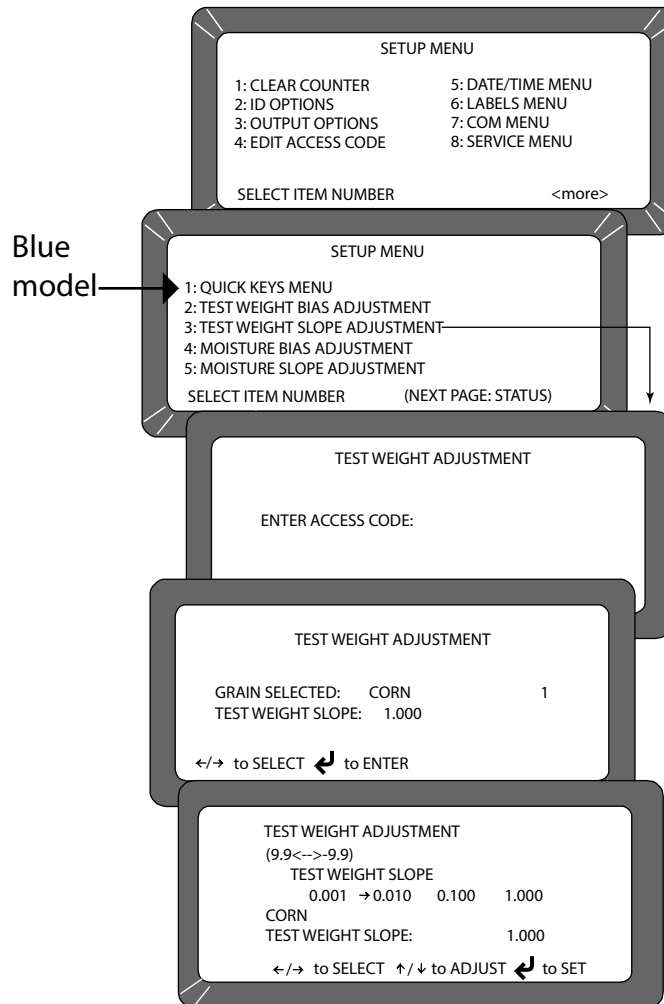 SETUP MENU
1: CLEAR COUNTER 5: DATE/TIME MENU
2: ID OPTIONS 6: LABELS MENU
3: OUTPUT OPTIONS 7: COM MENU
4: EDIT ACCESS CODE 8: SERVICE MENU
SELECT ITEM NUMBER <more>
Blue
model
SETUP MENU
1: QUICK KEYS MENU
2: TEST WEIGHT BIAS ADJUSTMENT
3: TEST WEIGHT SLOPE ADJUSTMENT
4: MOISTURE BIAS ADJUSTMENT
5: MOISTURE SLOPE ADJUSTMENT
SELECT ITEM NUMBER (NEXT PAGE: STATUS)
TEST WEIGHT ADJUSTMENT
ENTER ACCESS CODE:
TEST WEIGHT ADJUSTMENT
GRAIN SELECTED: CORN 1
TEST WEIGHT SLOPE: 1.000
←/→ to SELECT ↵ to ENTER
TEST WEIGHT ADJUSTMENT
(9.9<-->-9.9)
TEST WEIGHT SLOPE
0.001 →0.010 0.100 1.000
CORN
TEST WEIGHT SLOPE: 1.000
←/→ to SELECT ↑/↓ to ADJUST ↵ to SET